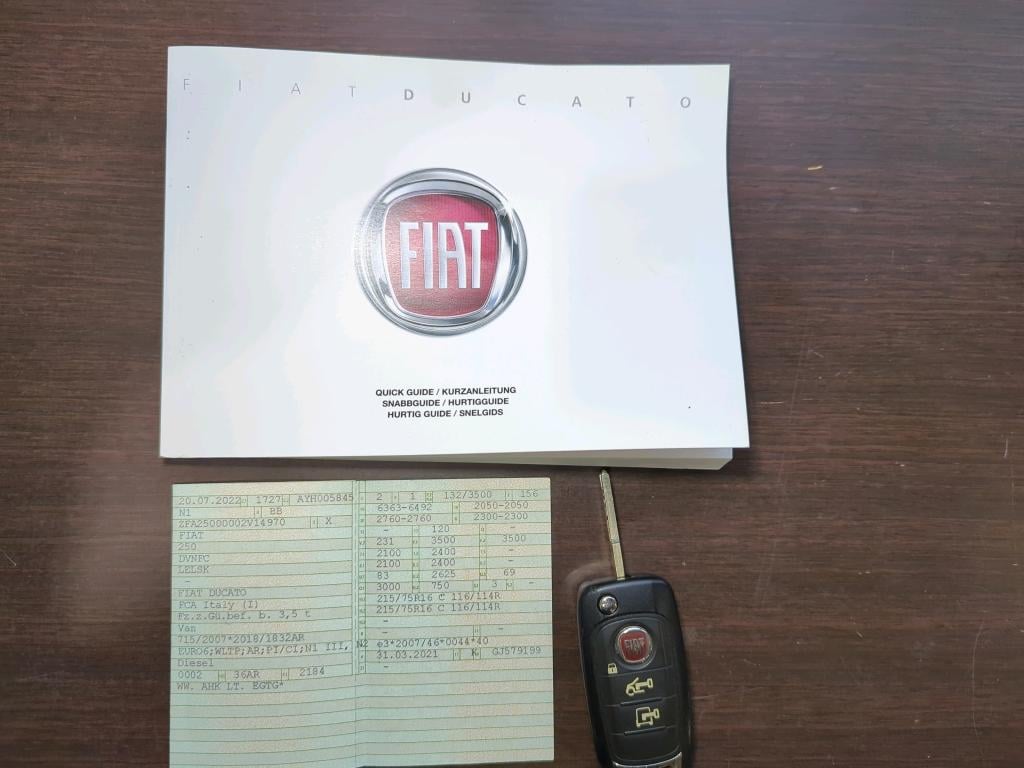 FIAT DUCATO
FIAT
QUICK GUIDE / KURZANLEITUNG
SNABBGUIDE / HURTIGGUIDE
HURTIG GUIDE / SNELGIDS
20.07.2022 1727 AYH005845
N1 BB
ZFA25000002V14970 X
FIAT
250
DVNFC
LELSK
-
FIAT DUCATO
FCA Italy (I)
Fz.z.Gü.bef. b. 3,5 t
Van
715/2007*2018/1832AR
EURO6;WLTP;AR;PI/CI;N1 III, N2
Diesel
0002 36AR 2184
WW. AHK LT. EGTG*
2 1 132/3500 156
6363-6492 2050-2050
2760-2760 2300-2300
- 120 -
231 3500 3500
2100 2400 -
2100 2400 -
83 2625 69
3000 750 3 -
215/75R16 C 116/114R
215/75R16 C 116/114R
-
- - -
e3*2007/46*0044*40
31.03.2021 K GJ579199
-
FIAT